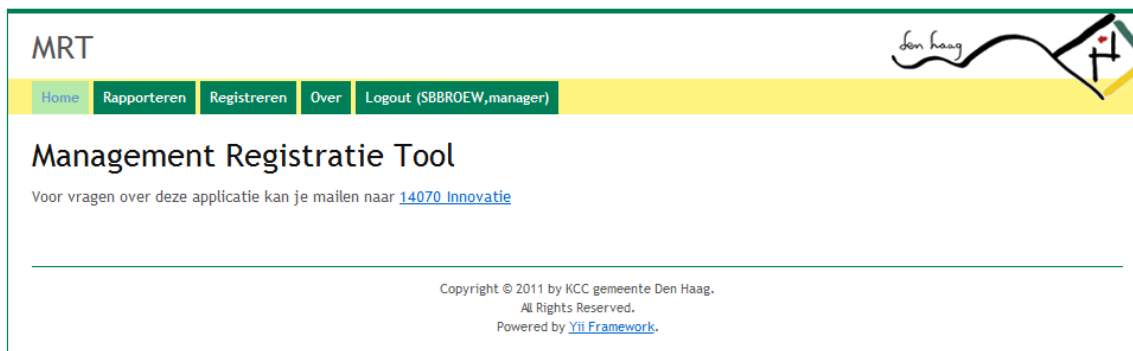 MRT
den haag
Home Rapporteren Registreren Over Logout (SBBROEW,manager)
Management Registratie Tool
Voor vragen over deze applicatie kan je mailen naar 14070 Innovatie
Copyright © 2011 by KCC gemeente Den Haag.
All Rights Reserved.
Powered by Yii Framework.